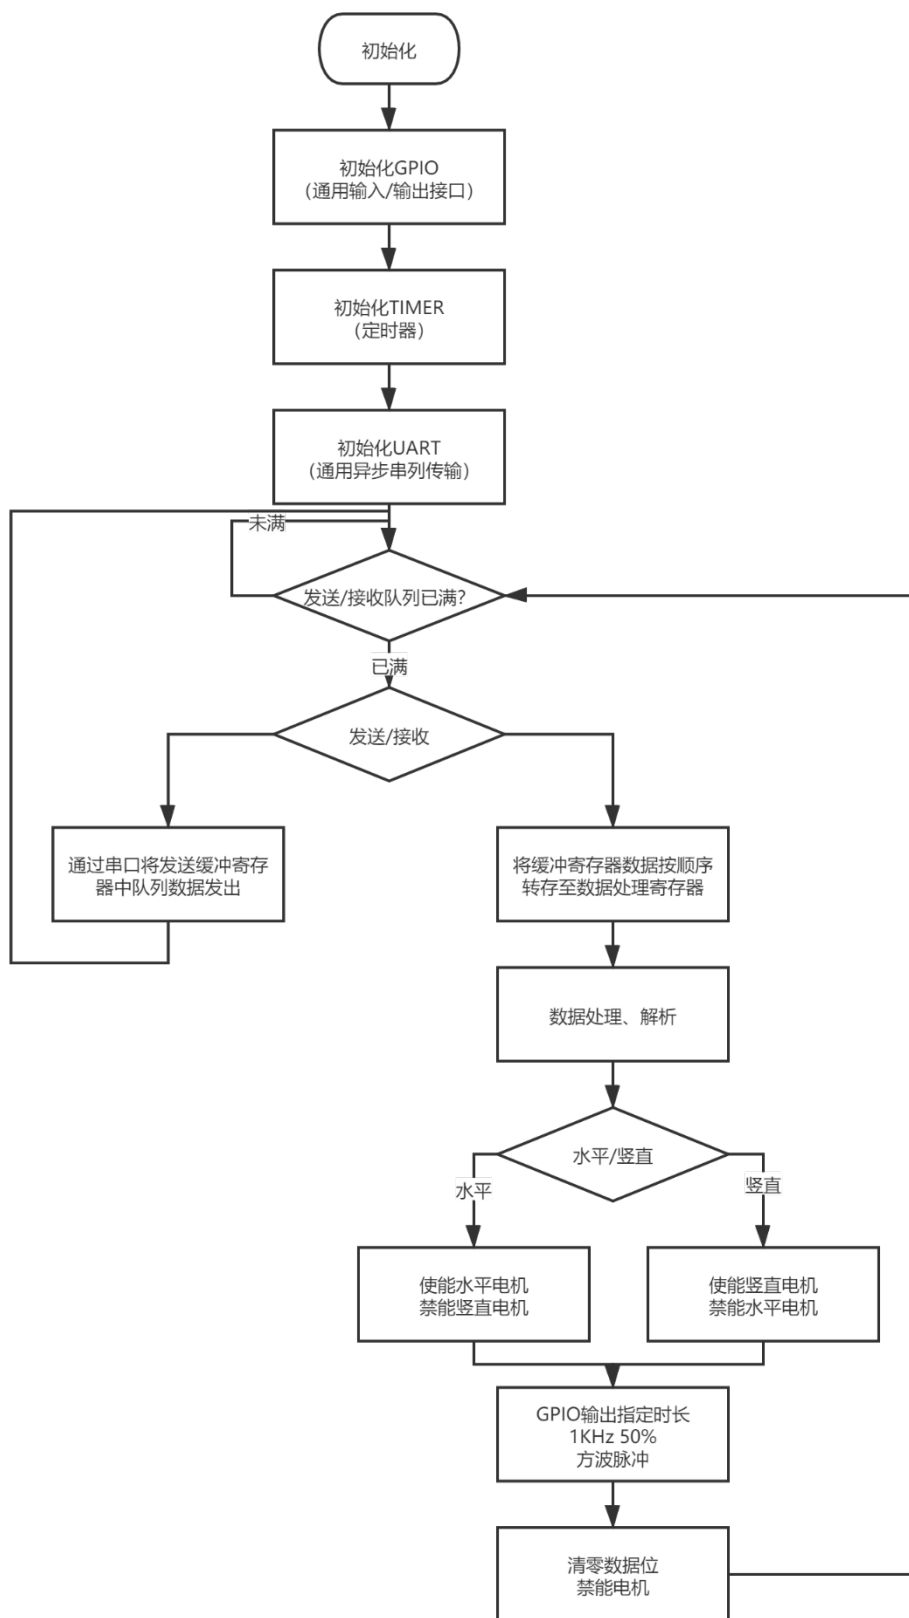 初始化
初始化GPIO
（通用输入/输出接口）
初始化TIMER
（定时器）
初始化UART
（通用异步串列传输）
未满
发送/接收队列已满?
已满
发送/接收
通过串口将发送缓冲寄存
器中队列数据发出
将缓冲寄存器数据按顺序
转存至数据处理寄存器
数据处理、解析
水平/竖直
水平
竖直
使能水平电机
禁能竖直电机
使能竖直电机
禁能水平电机
GPIO输出指定时长
1KHz 50%
方波脉冲
清零数据位
禁能电机